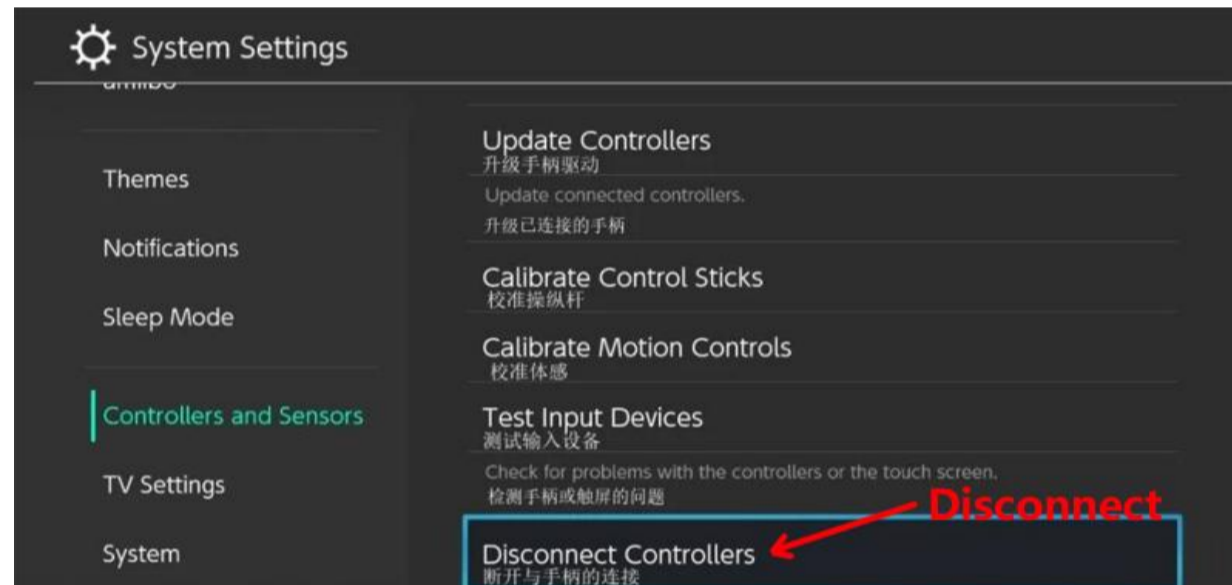 System Settings
amiibo
Themes
Notifications
Sleep Mode
Controllers and Sensors
TV Settings
System
Update Controllers
升级手柄驱动
Update connected controllers.
升级已连接的手柄
Calibrate Control Sticks
校准操纵杆
Calibrate Motion Controls
校准体感
Test Input Devices
测试输入设备
Check for problems with the controllers or the touch screen.
检测手柄或触屏的问题
Disconnect
Disconnect Controllers
断开与手柄的连接